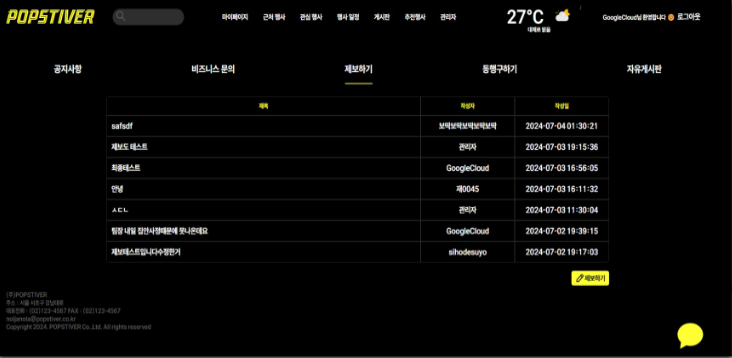 POPSTIVER
마이페이지 근처 행사 관심 행사 행사 일정 게시판 추천행사 관리자
27°C
대체로 맑음
GoogleCloud님 환영합니다 로그아웃
공지사항 비즈니스 문의 제보하기 동행구하기 자유게시판
제목 작성자 작성일
safsdf 보딱보딱보딱보딱보딱 2024-07-04 01:30:21
제보도 테스트 관리자 2024-07-03 19:15:36
최종테스트 GoogleCloud 2024-07-03 16:56:05
안녕 재0045 2024-07-03 16:11:32
ㅅㄷㄴ 관리자 2024-07-03 11:30:04
팀장 내일 집안사정때문에 못나온데요 GoogleCloud 2024-07-02 19:39:15
제보테스트입니다수정한거 sihodesuyo 2024-07-02 19:17:03
제보하기
(주)POPSTIVER
주소 : 서울 서초구 강남대로
대표전화 : (02)123-4567 FAX : (02)123-4567
noljanola@popstiver.co.kr
Copyright 2024. POPSTIVER Co.,Ltd. All rights reserved